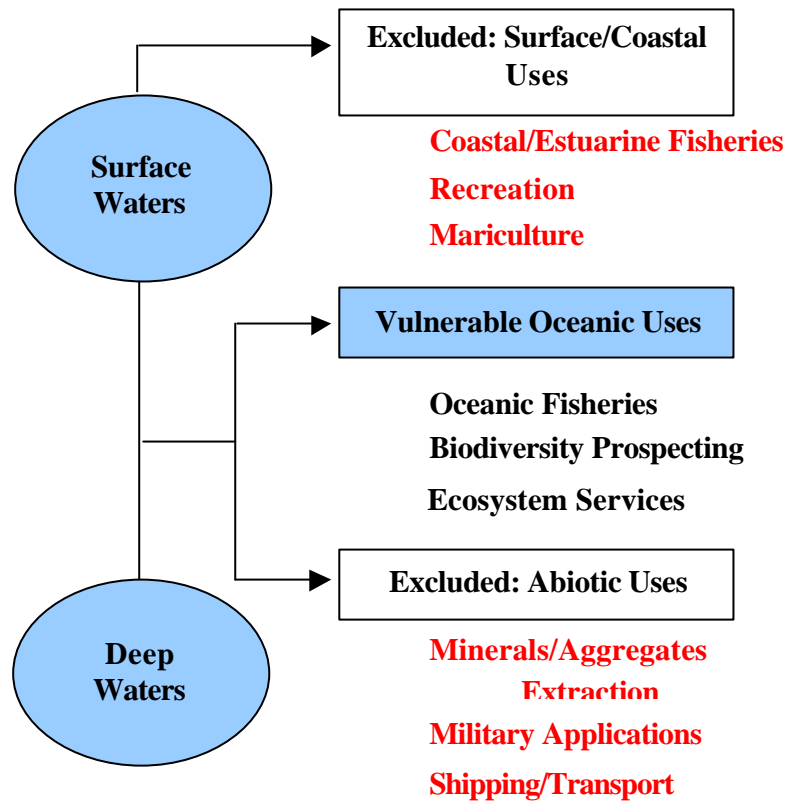 Excluded: Surface/Coastal
Uses
Coastal/Estuarine Fisheries
Recreation
Mariculture
Surface
Waters
Vulnerable Oceanic Uses
Oceanic Fisheries
Biodiversity Prospecting
Ecosystem Services
Excluded: Abiotic Uses
Minerals/Aggregates
Extraction
Military Applications
Shipping/Transport
Deep
Waters